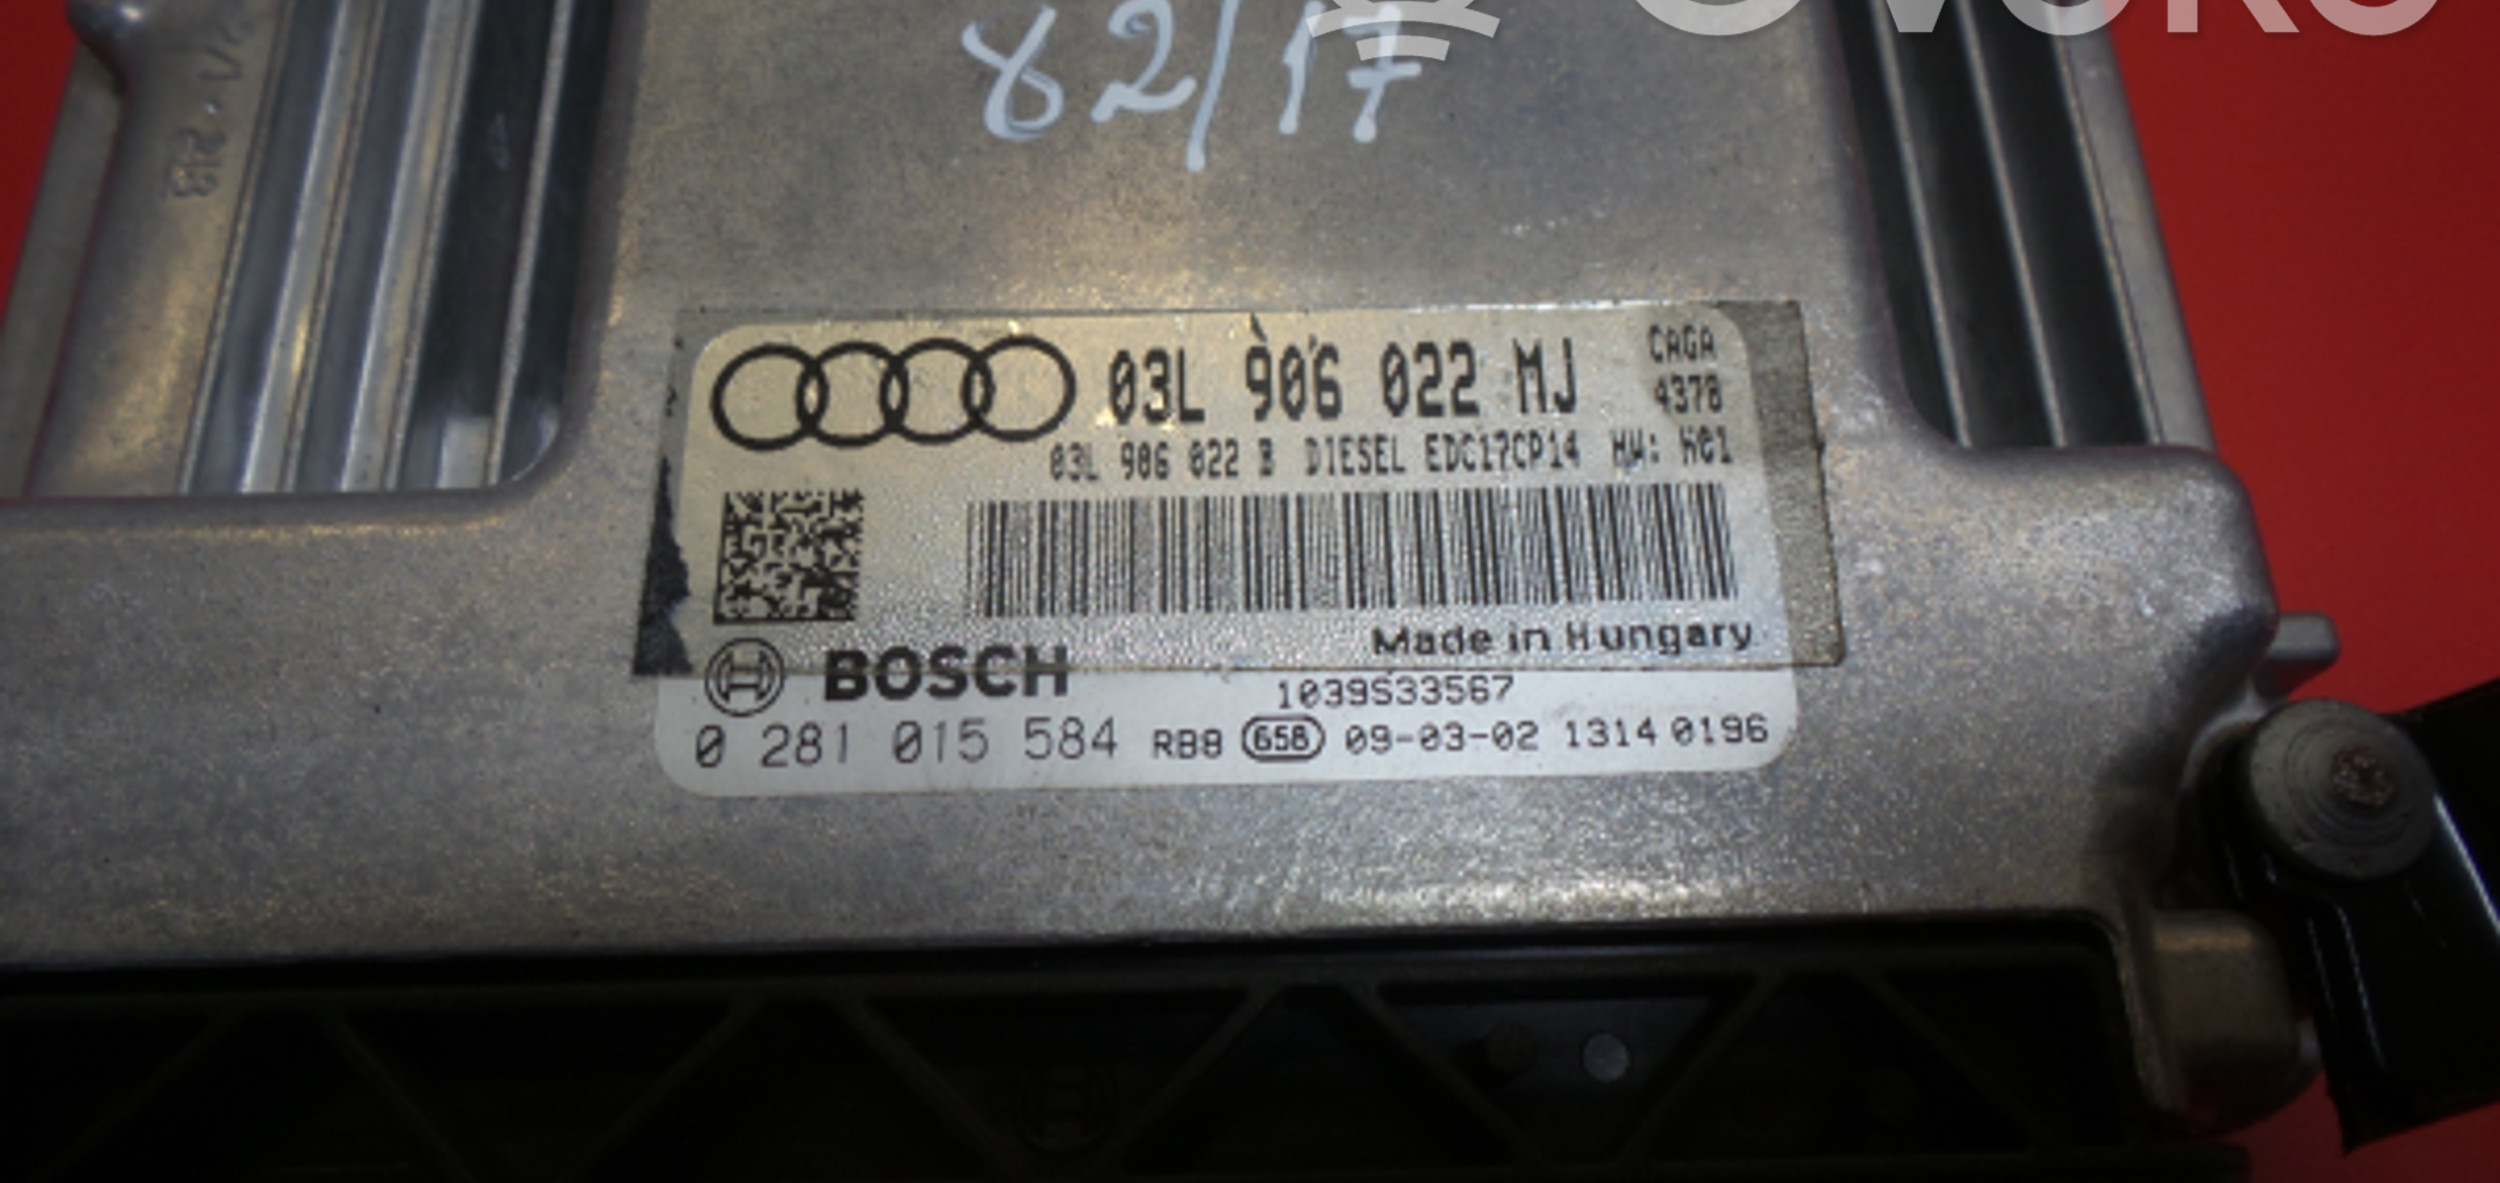 82/17
03L 906 022 MJ
CAGA
4378
03L 906 022 B DIESEL EDC17CP14 HW: H01
Made in Hungary
BOSCH
1039S33567
0 281 015 584 RB8 656 09-03-02 1314 0196